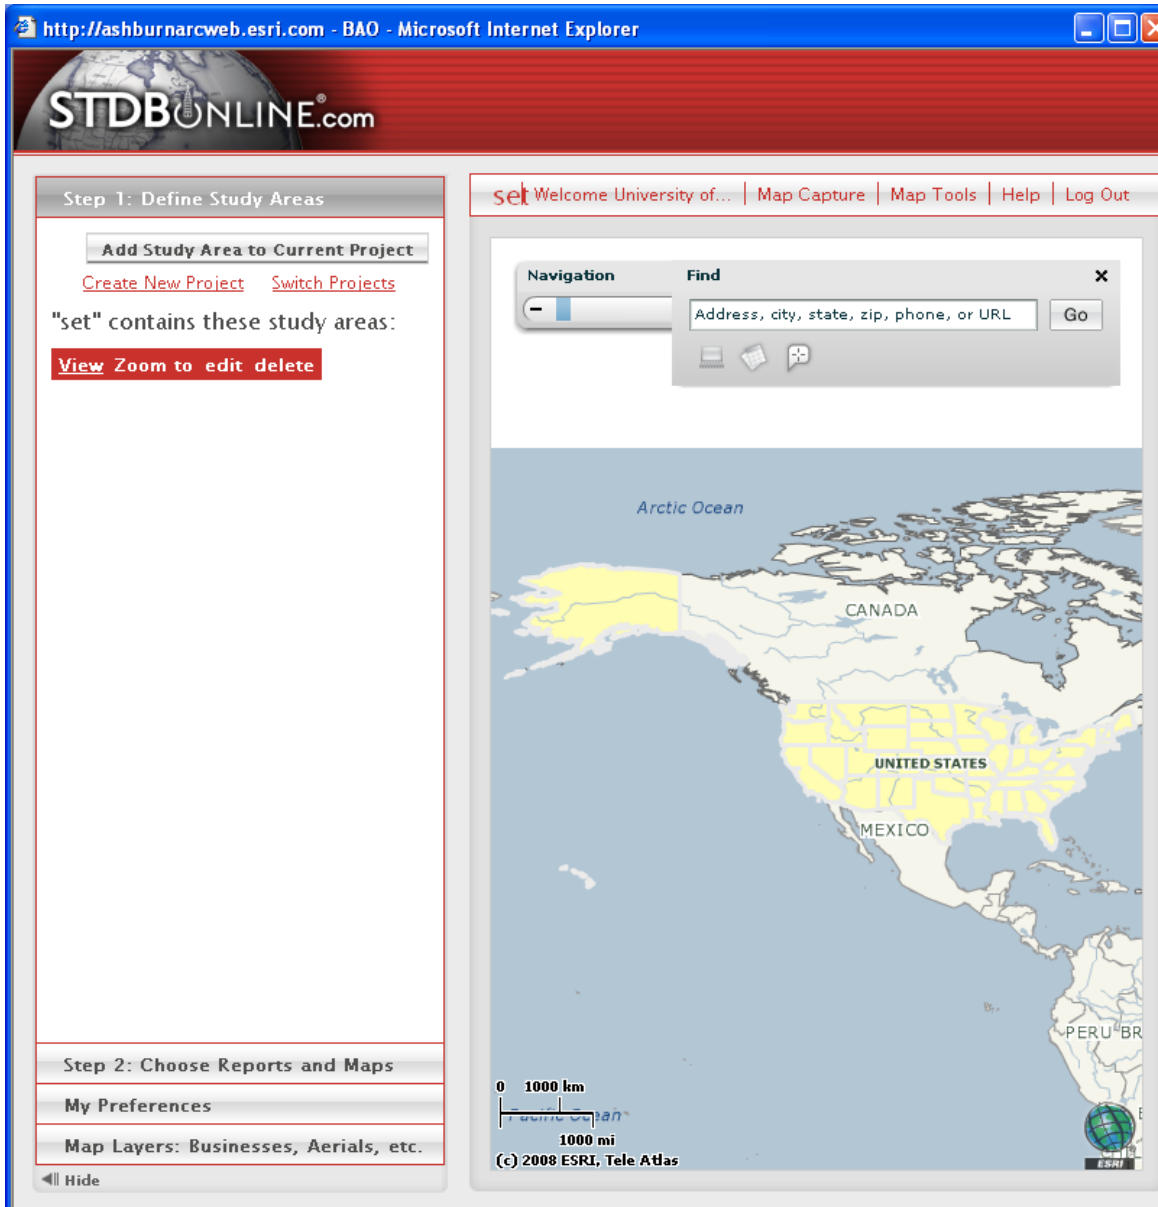 http://ashburnarcweb.esri.com - BAO - Microsoft Internet Explorer
STDBONLINE®.com
Step 1: Define Study Areas
Add Study Area to Current Project
Create New Project Switch Projects
"set" contains these study areas:
View Zoom to edit delete
Step 2: Choose Reports and Maps
My Preferences
Map Layers: Businesses, Aerials, etc.
Hide
set Welcome University of... Map Capture Map Tools Help Log Out
Navigation Find
Address, city, state, zip, phone, or URL Go
Arctic Ocean
CANADA
UNITED STATES
MEXICO
PERU BR
0 1000 km
Pacific Ocean
1000 mi
(c) 2008 ESRI, Tele Atlas
ESRI